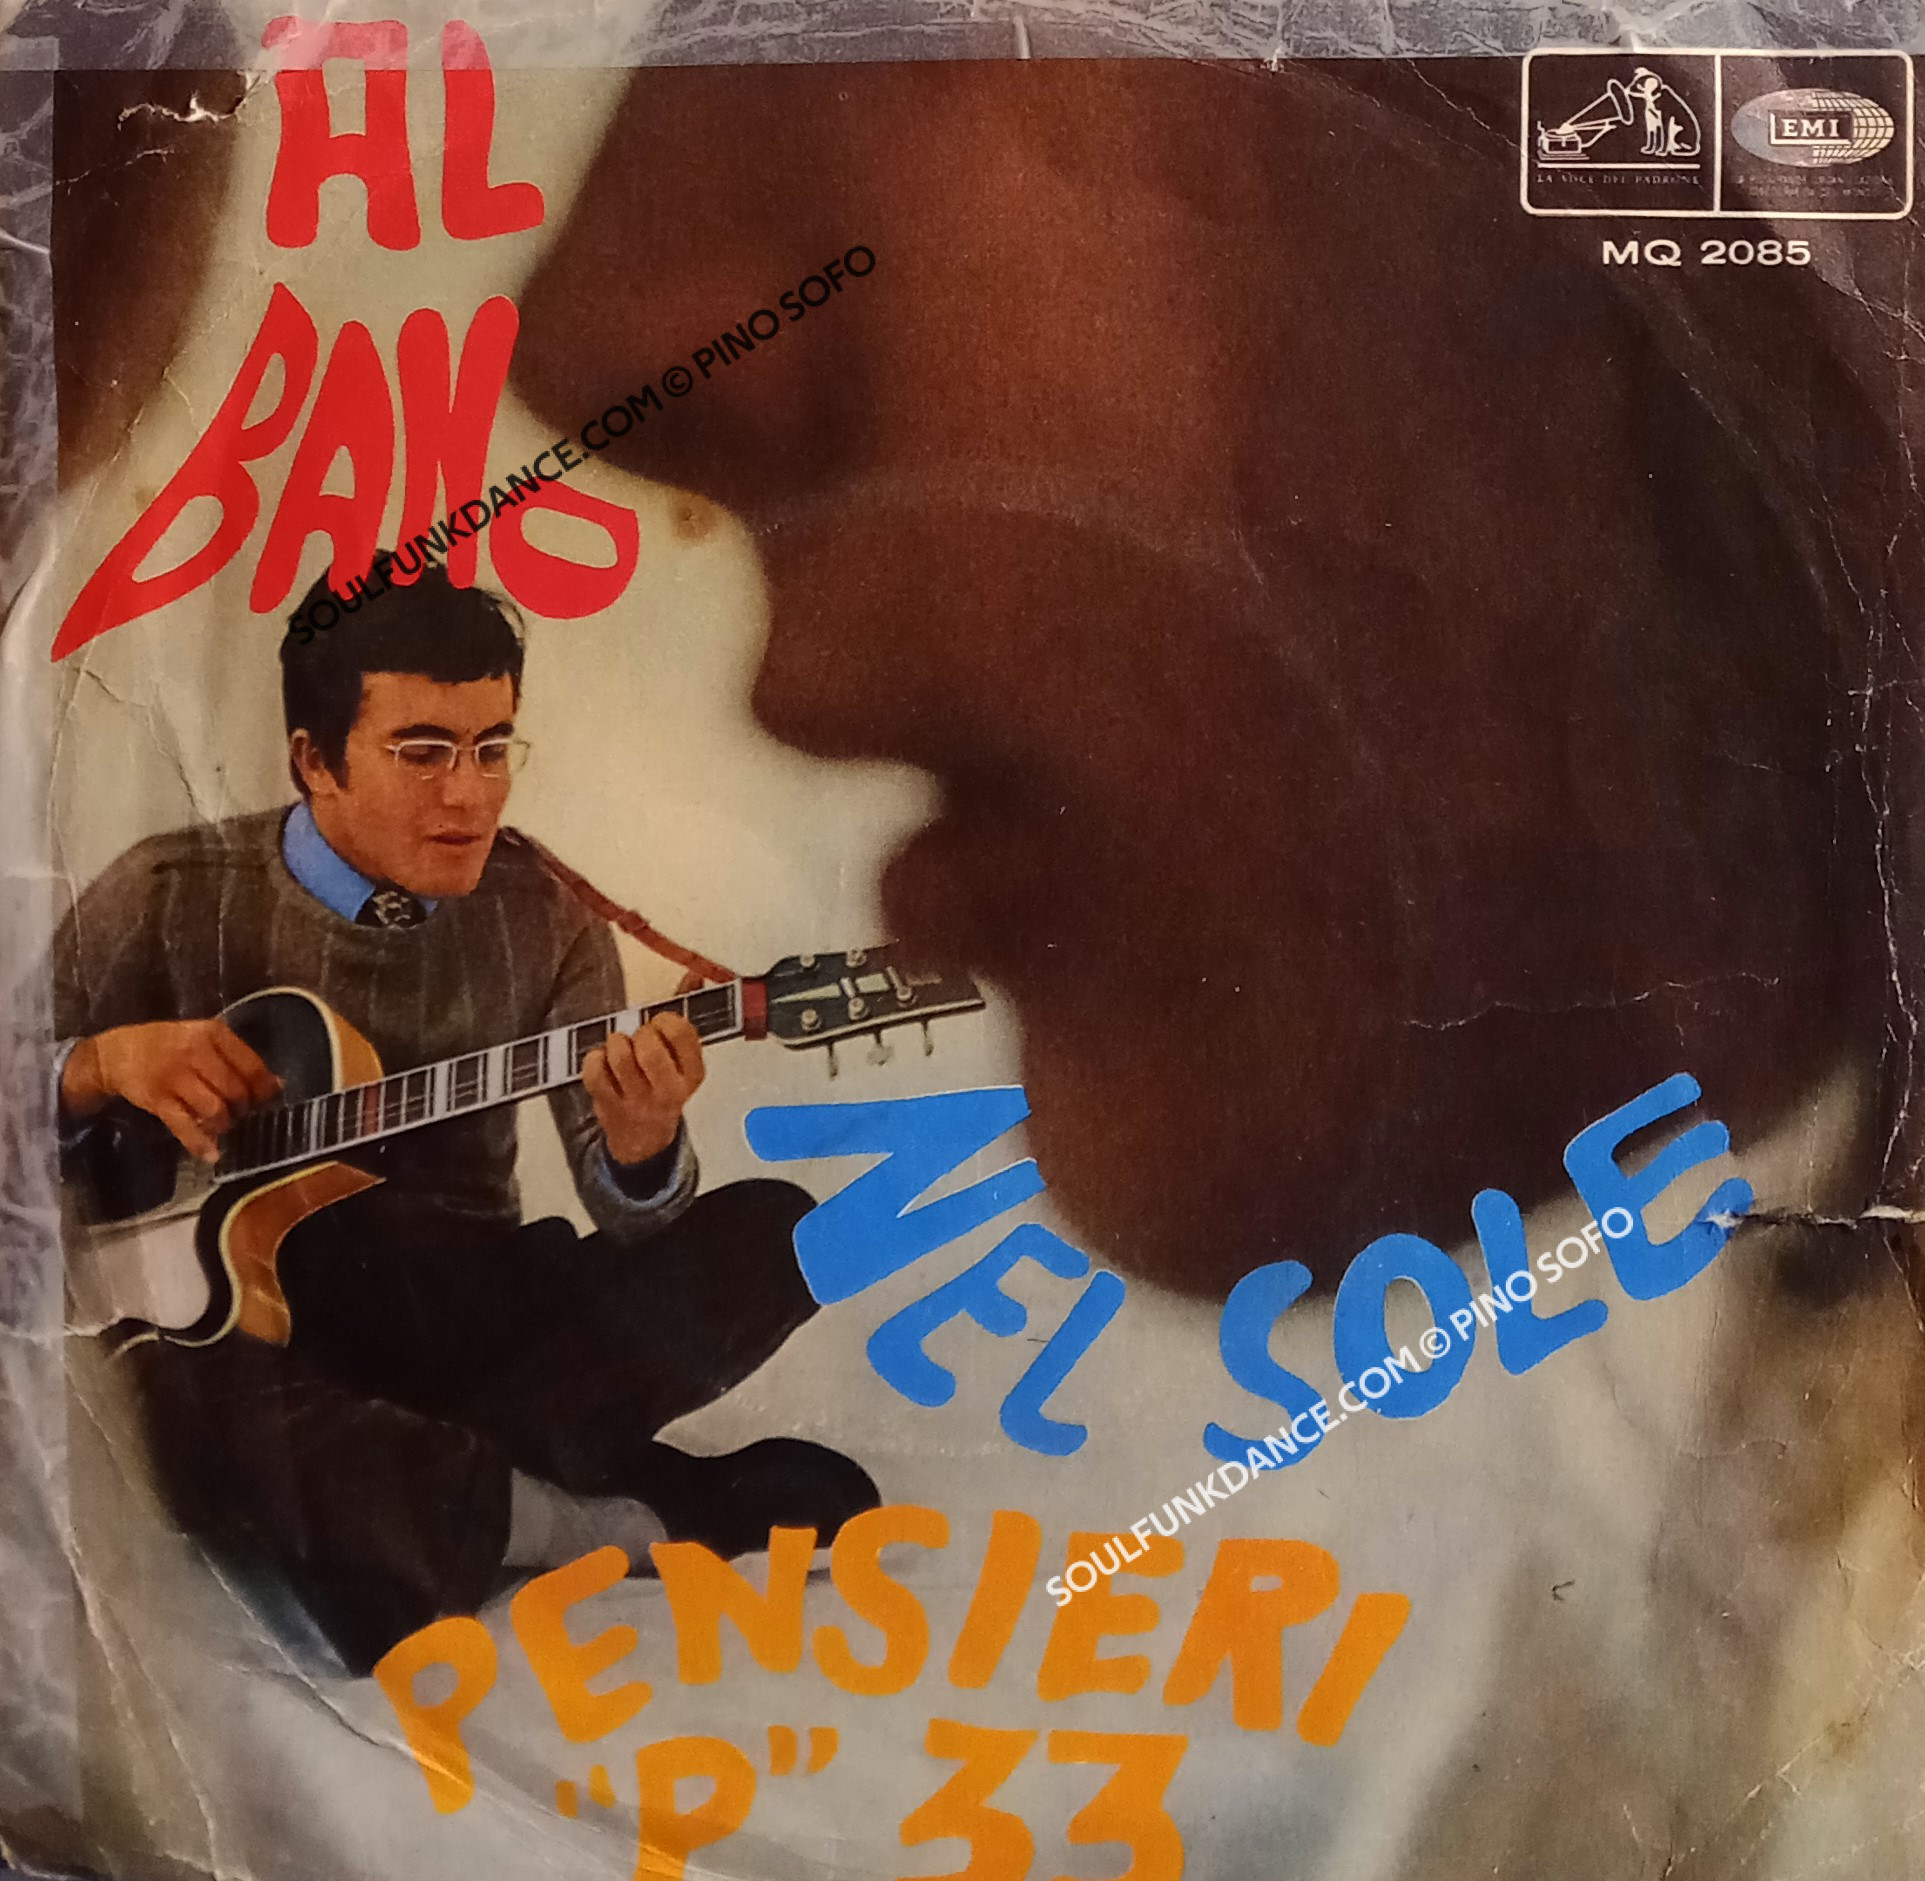 AL
BANO
LA VOCE DEL PADRONE
EMI
MQ 2085
SOULFUNKDANCE.COM © PINO SOFO
NEL SOLE
SOULFUNKDANCE.COM © PINO SOFO
PENSIERI
"P" 33